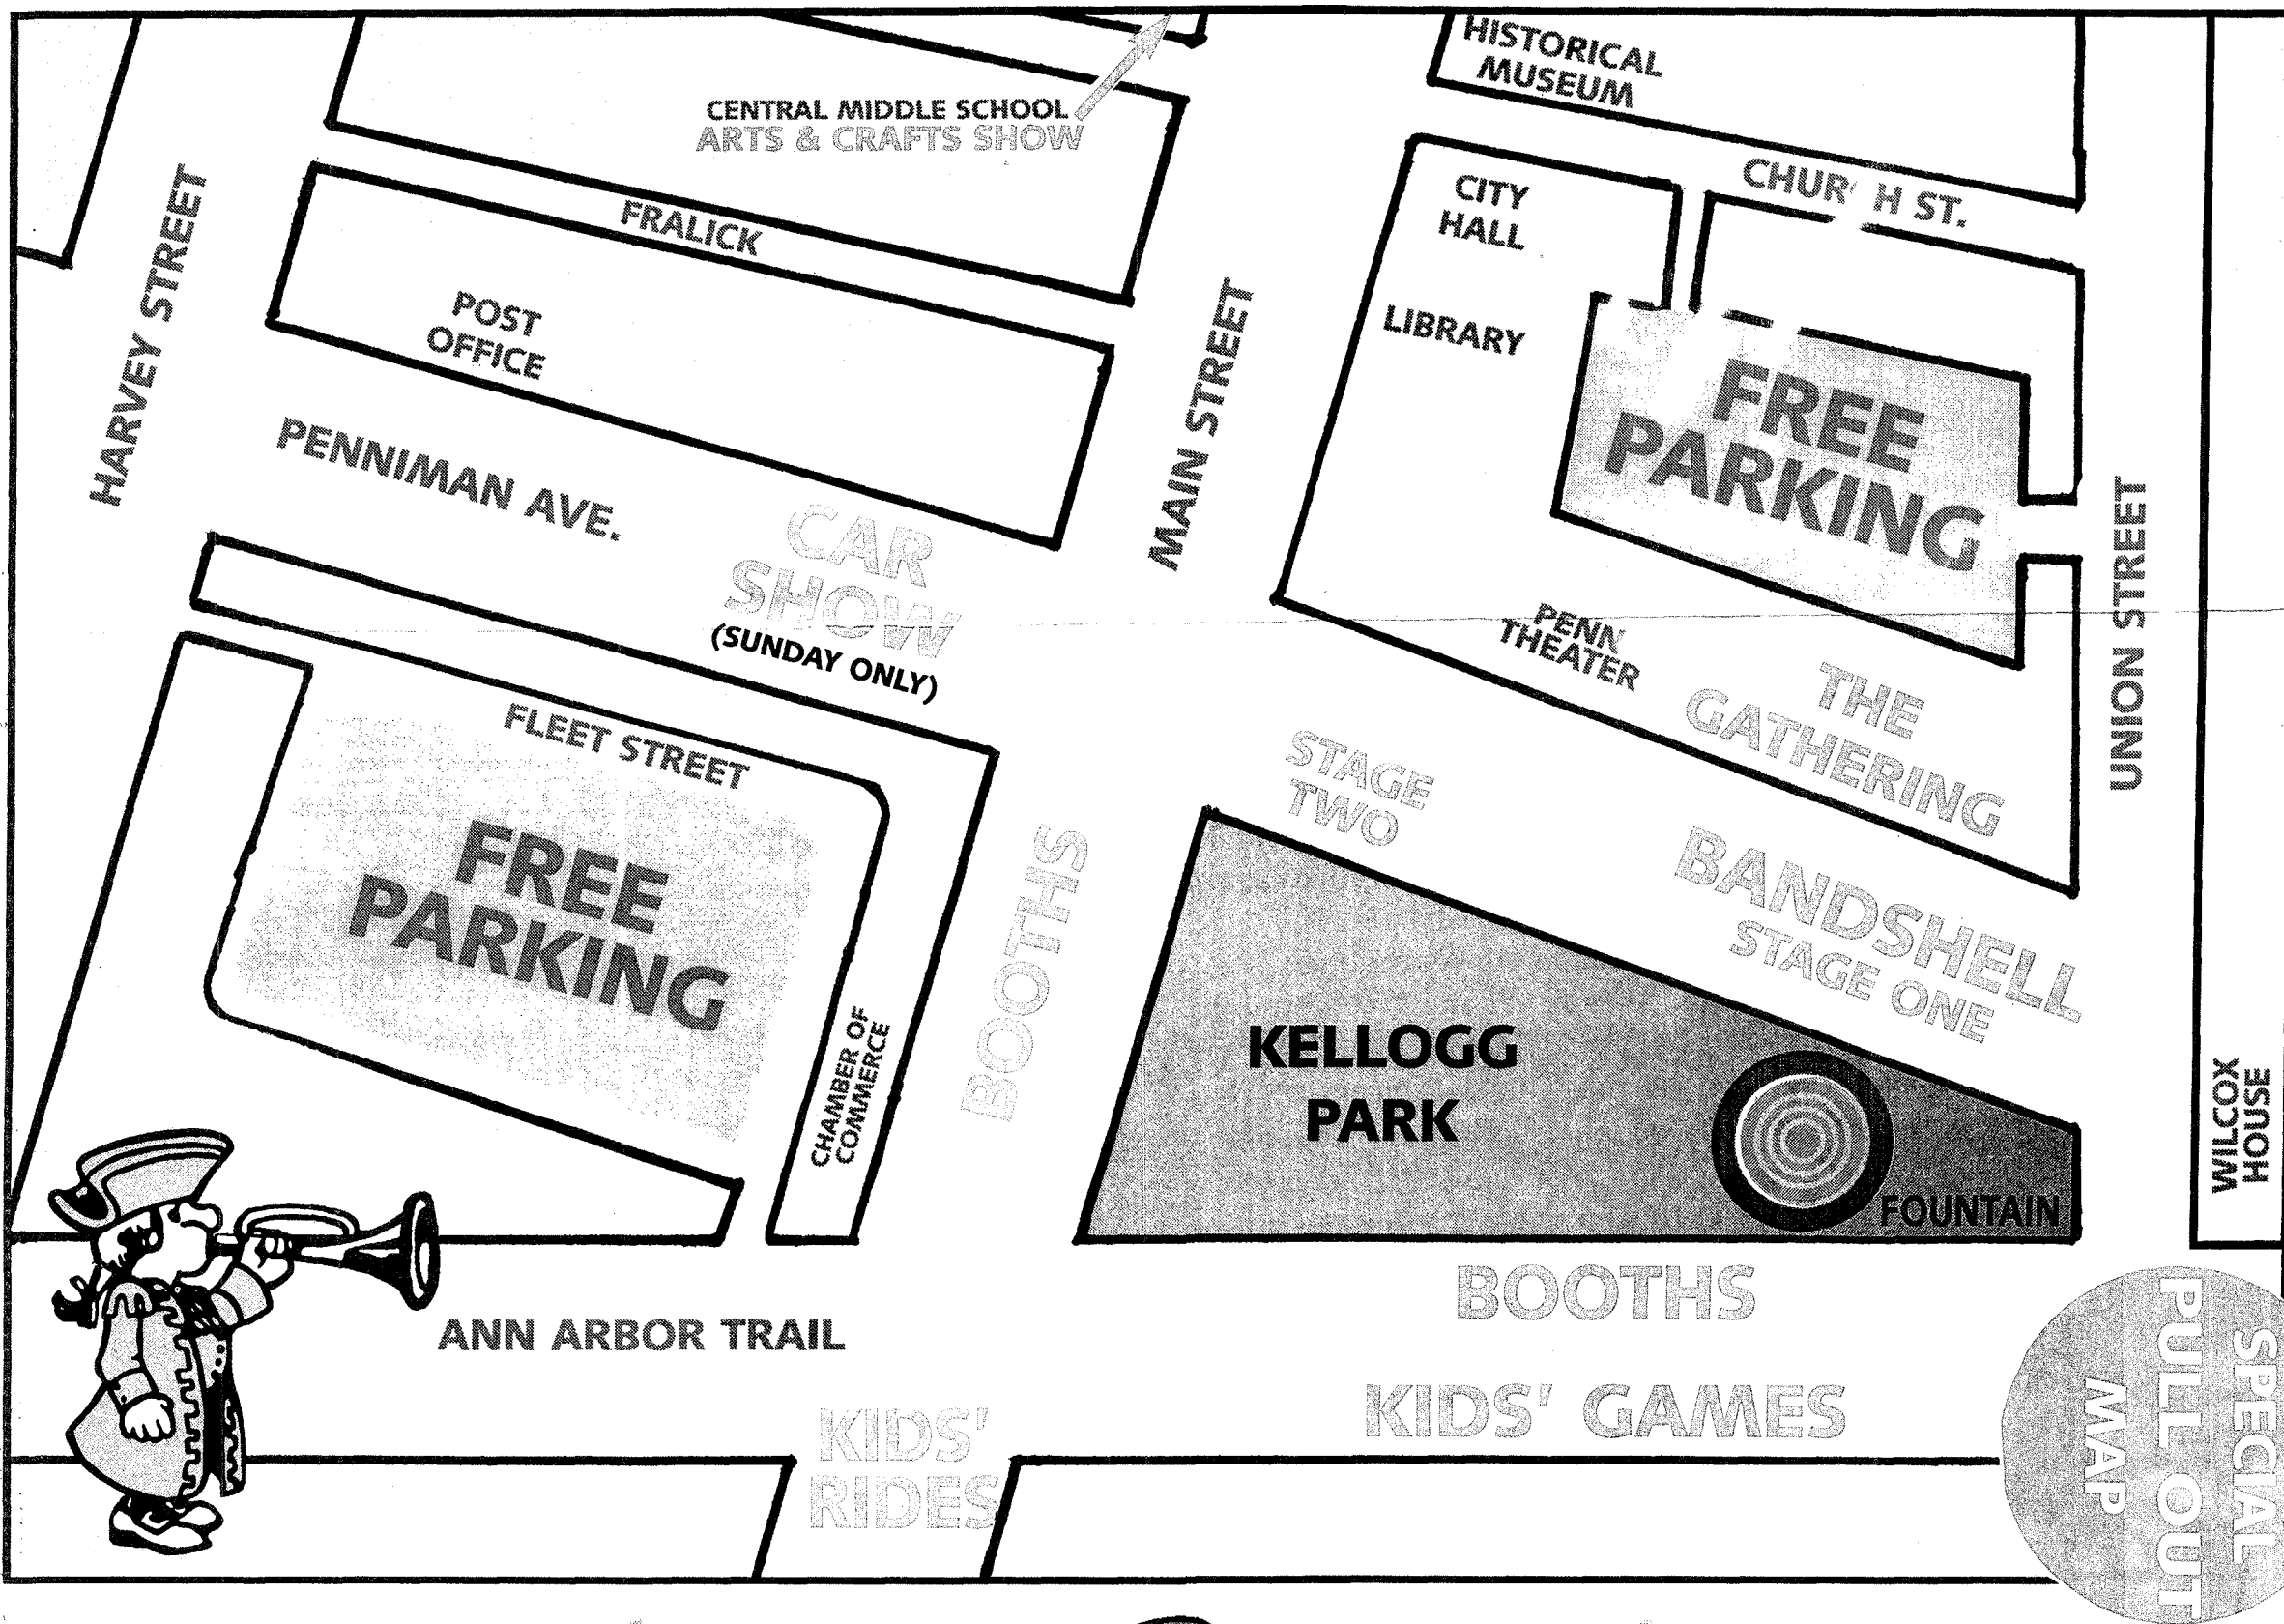 HISTORICAL
MUSEUM
CENTRAL MIDDLE SCHOOL
ARTS & CRAFTS SHOW
CHURCH ST.
CITY
HALL
FRALICK
HARVEY STREET
POST
OFFICE
LIBRARY
MAIN STREET
FREE
PARKING
PENNIMAN AVE.
CAR
SHOW
(SUNDAY ONLY)
UNION STREET
PENN
THEATER
THE
GATHERING
FLEET STREET
STAGE
TWO
FREE
PARKING
BOOTHS
BANDSHELL
STAGE ONE
CHAMBER OF
COMMERCE
KELLOGG
PARK
FOUNTAIN
WILCOX
HOUSE
BOOTHS
ANN ARBOR TRAIL
KIDS' GAMES
KIDS'
RIDES
SPECIAL
PULL OUT
MAP